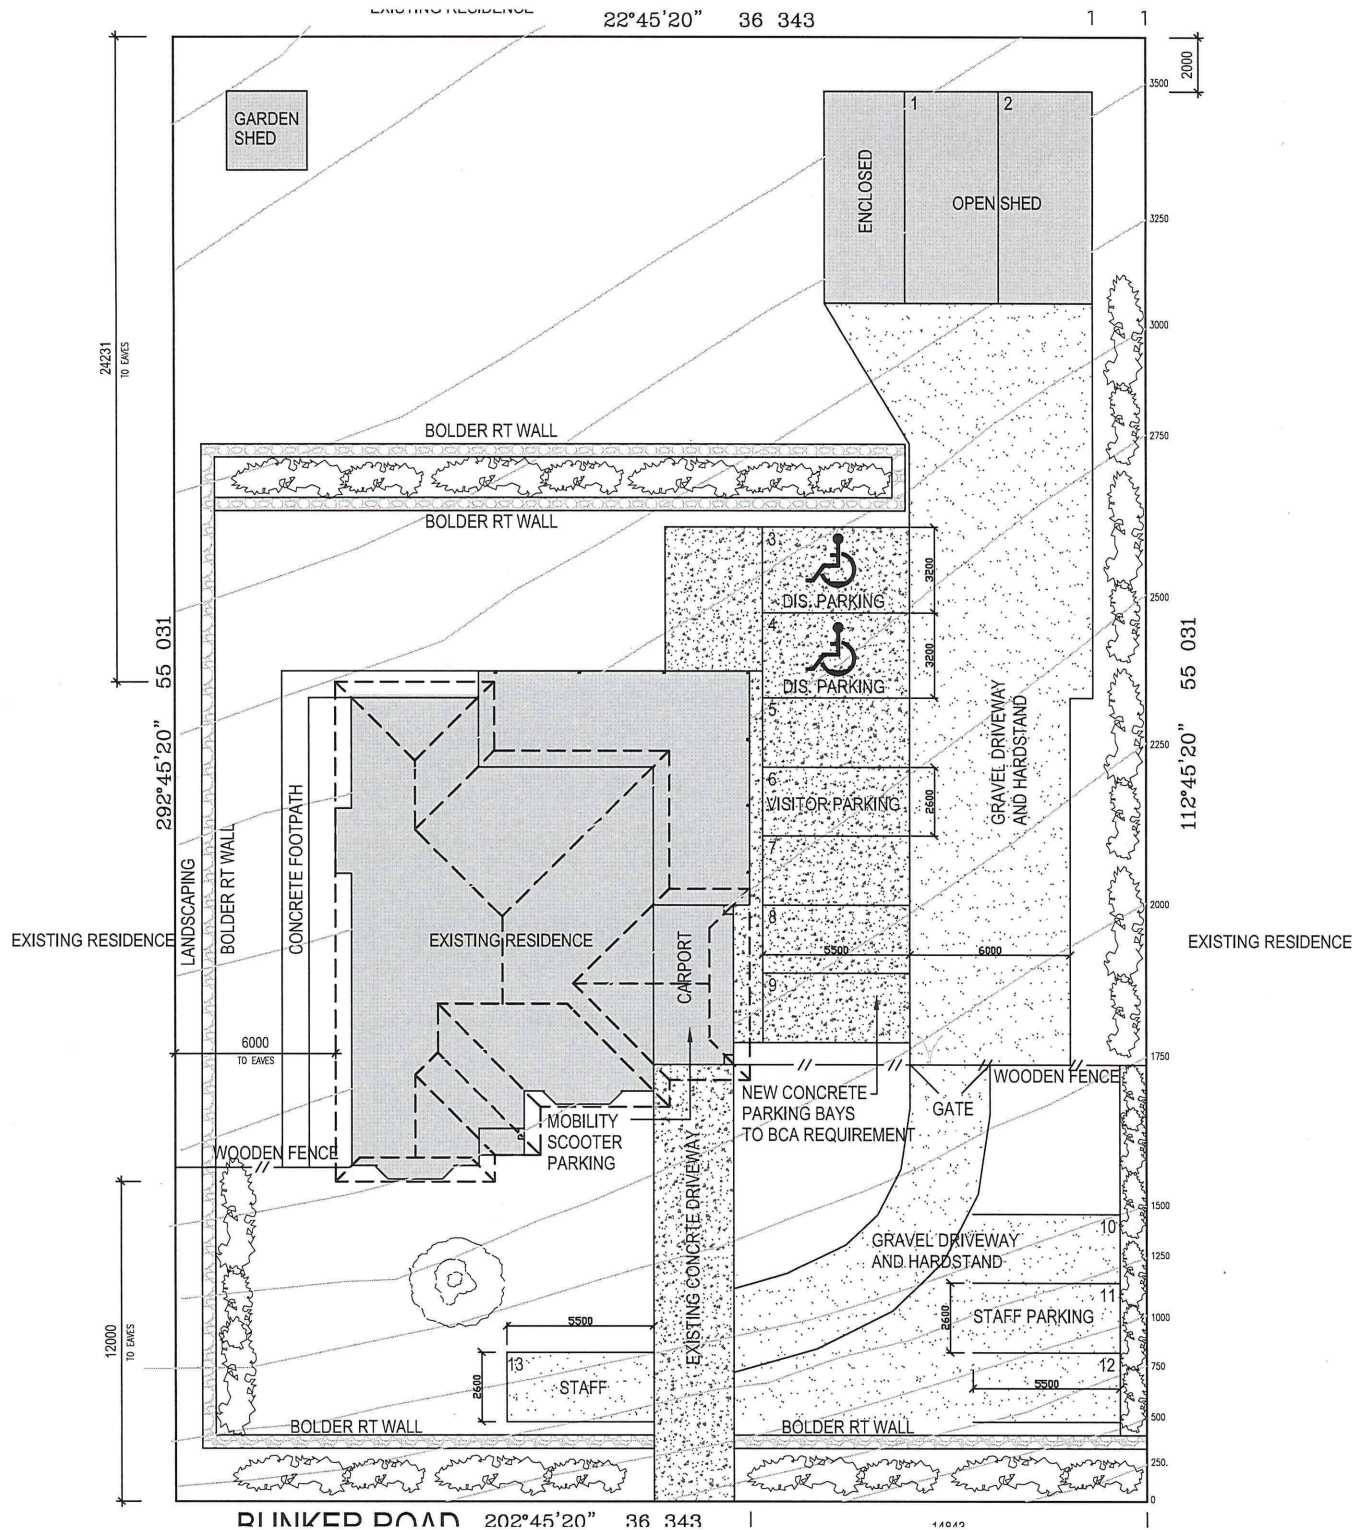 EXISTING RESIDENCE
22°45'20" 36 343
1 1
2000
3500
GARDEN
SHED
1 2
ENCLOSED
OPEN SHED
3250
3000
24231
TO EAVES
BOLDER RT WALL
2750
BOLDER RT WALL
3
3200
DIS. PARKING
2500
4
3200
DIS. PARKING
292°45'20" 55 031
112°45'20" 55 031
5
GRAVEL DRIVEWAY
AND HARDSTAND
2250
6
VISITOR PARKING
2600
7
CONCRETE FOOTPATH
LANDSCAPING
BOLDER RT WALL
8
2000
EXISTING RESIDENCE
EXISTING RESIDENCE
EXISTING RESIDENCE
CARPORT
5500
6000
9
6000
TO EAVES
1750
WOODEN FENCE
NEW CONCRETE
PARKING BAYS
TO BCA REQUIREMENT
GATE
MOBILITY
SCOOTER
PARKING
WOODEN FENCE
EXISTING CONCRETE DRIVEWAY
1500
10
GRAVEL DRIVEWAY
AND HARDSTAND
1250
11
STAFF PARKING
2600
1000
5500
12000
TO EAVES
13
STAFF
2600
12
750
5500
500
BOLDER RT WALL
BOLDER RT WALL
250.
0
BUNKER ROAD 202°45'20" 36 343
14842